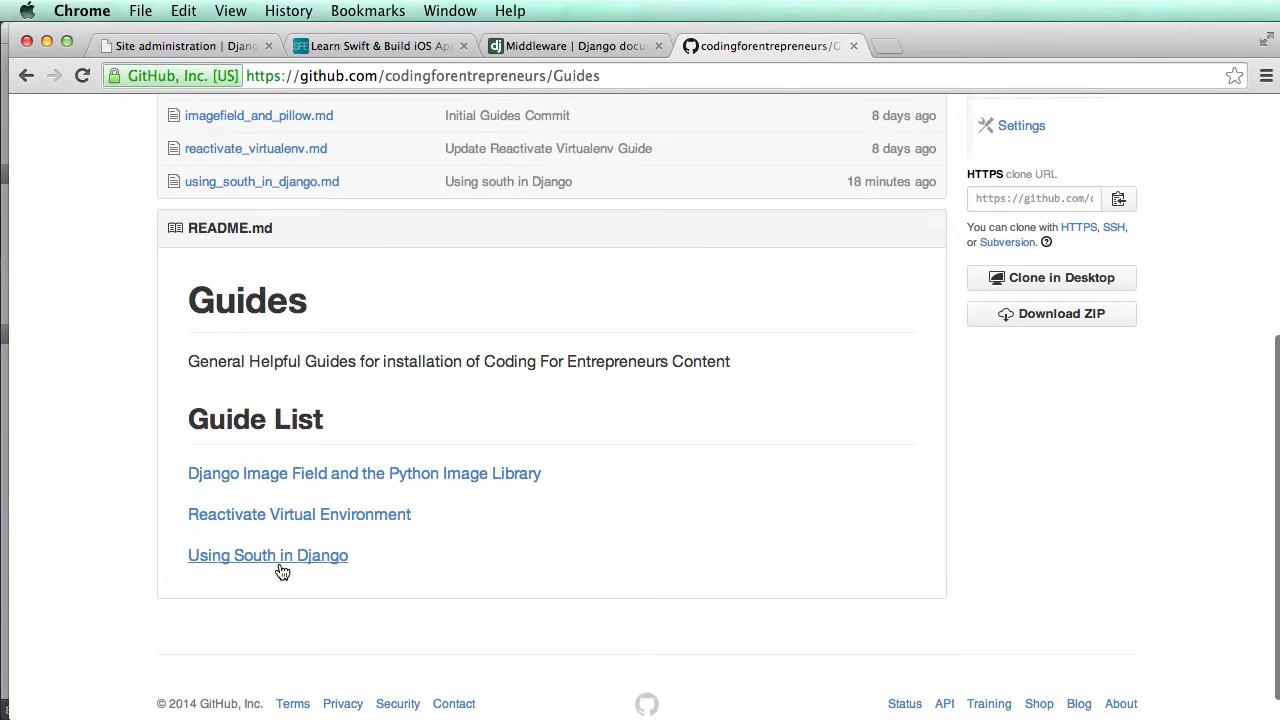 Chrome File Edit View History Bookmarks Window Help
Site administration | Djang
Learn Swift & Build iOS Ap
Middleware | Django docu
codingforentrepreneurs/G
GitHub, Inc. [US] https://github.com/codingforentrepreneurs/Guides
imagefield_and_pillow.md Initial Guides Commit 8 days ago
reactivate_virtualenv.md Update Reactivate Virtualenv Guide 8 days ago
using_south_in_django.md Using south in Django 18 minutes ago
README.md
Guides
General Helpful Guides for installation of Coding For Entrepreneurs Content
Guide List
Django Image Field and the Python Image Library
Reactivate Virtual Environment
Using South in Django
Settings
HTTPS clone URL
https://github.com/c
You can clone with HTTPS, SSH,
or Subversion.
Clone in Desktop
Download ZIP
© 2014 GitHub, Inc. Terms Privacy Security Contact
Status API Training Shop Blog About